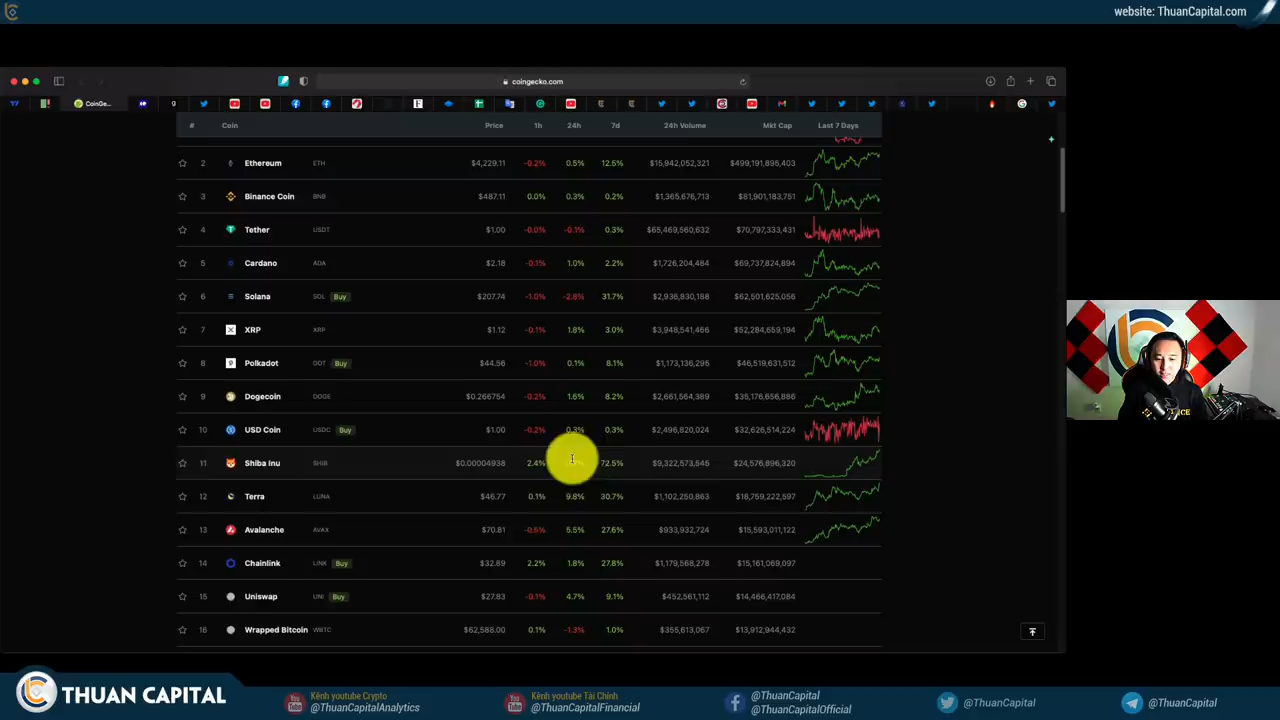 website: ThuanCapital.com
coingecko.com
CoinGe...
# Coin Price 1h 24h 7d 24h Volume Mkt Cap Last 7 Days
2 Ethereum ETH $4,229.11 -0.2% 0.5% 12.5% $15,942,052,321 $499,191,895,403
3 Binance Coin BNB $487.11 0.0% 0.3% 0.2% $1,365,676,713 $81,901,183,751
4 Tether USDT $1.00 -0.0% -0.1% 0.3% $65,469,560,632 $70,797,333,431
5 Cardano ADA $2.18 -0.1% 1.0% 2.2% $1,726,204,484 $69,737,824,894
6 Solana SOL Buy $207.74 -1.0% -2.8% 31.7% $2,936,830,188 $62,501,625,056
7 XRP XRP $1.12 -0.1% 1.8% 3.0% $3,948,541,466 $52,284,659,194
8 Polkadot DOT Buy $44.56 -1.0% 0.1% 8.1% $1,173,136,295 $46,519,631,512
9 Dogecoin DOGE $0.266754 -0.2% 1.6% 8.2% $2,661,564,389 $35,176,656,886
10 USD Coin USDC Buy $1.00 -0.2% 0.3% 0.3% $2,496,820,024 $32,626,514,224
11 Shiba Inu SHIB $0.00004938 2.4% 72.5% $9,322,573,545 $24,576,896,320
12 Terra LUNA $46.77 0.1% 9.8% 30.7% $1,102,250,863 $18,759,222,597
13 Avalanche AVAX $70.81 -0.5% 5.5% 27.6% $933,932,724 $15,593,011,122
14 Chainlink LINK Buy $32.89 2.2% 1.8% 27.8% $1,179,568,278 $15,161,069,097
15 Uniswap UNI Buy $27.83 -0.1% 4.7% 9.1% $452,561,112 $14,466,417,084
16 Wrapped Bitcoin WBTC $62,588.00 0.1% -1.3% 1.0% $355,613,067 $13,912,944,432
THUAN CAPITAL
Kênh youtube Crypto
@ThuanCapitalAnalytics
Kênh youtube Tài Chính
@ThuanCapitalFinancial
@ThuanCapital
@ThuanCapitalOfficial
@ThuanCapital
@ThuanCapital